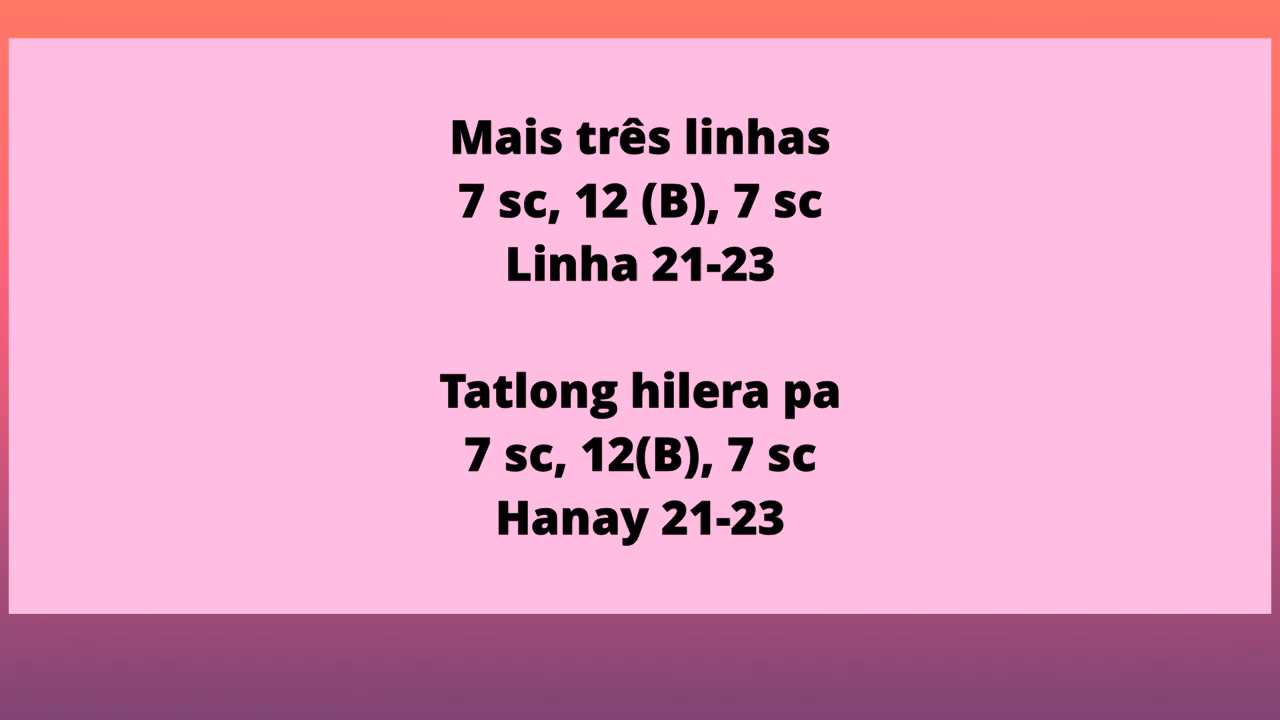 Mais três linhas
7 sc, 12 (B), 7 sc
Linha 21-23
Tatlong hilera pa
7 sc, 12(B), 7 sc
Hanay 21-23